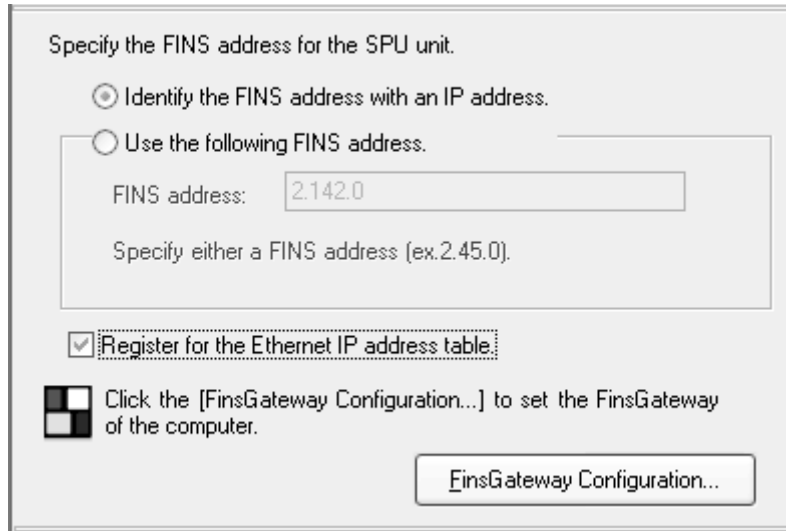 Specify the FINS address for the SPU unit.
Identify the FINS address with an IP address.
Use the following FINS address.
FINS address:
2.142.0
Specify either a FINS address (ex.2.45.0).
Register for the Ethernet IP address table.
Click the [FinsGateway Configuration...] to set the FinsGateway
of the computer.
FinsGateway Configuration...